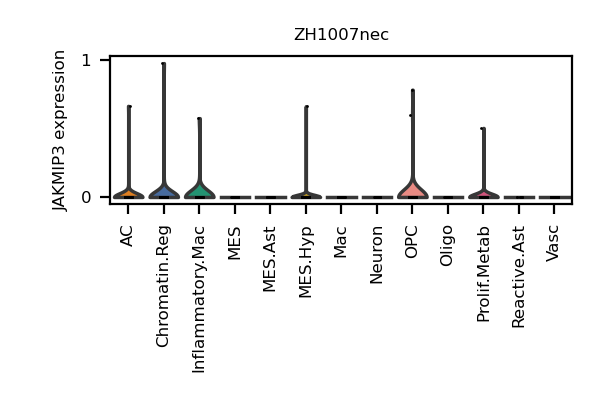 ZH1007nec
JAKMIP3 expression
1
0
AC
Chromatin.Reg
Inflammatory.Mac
MES
MES.Ast
MES.Hyp
Mac
Neuron
OPC
Oligo
Prolif.Metab
Reactive.Ast
Vasc